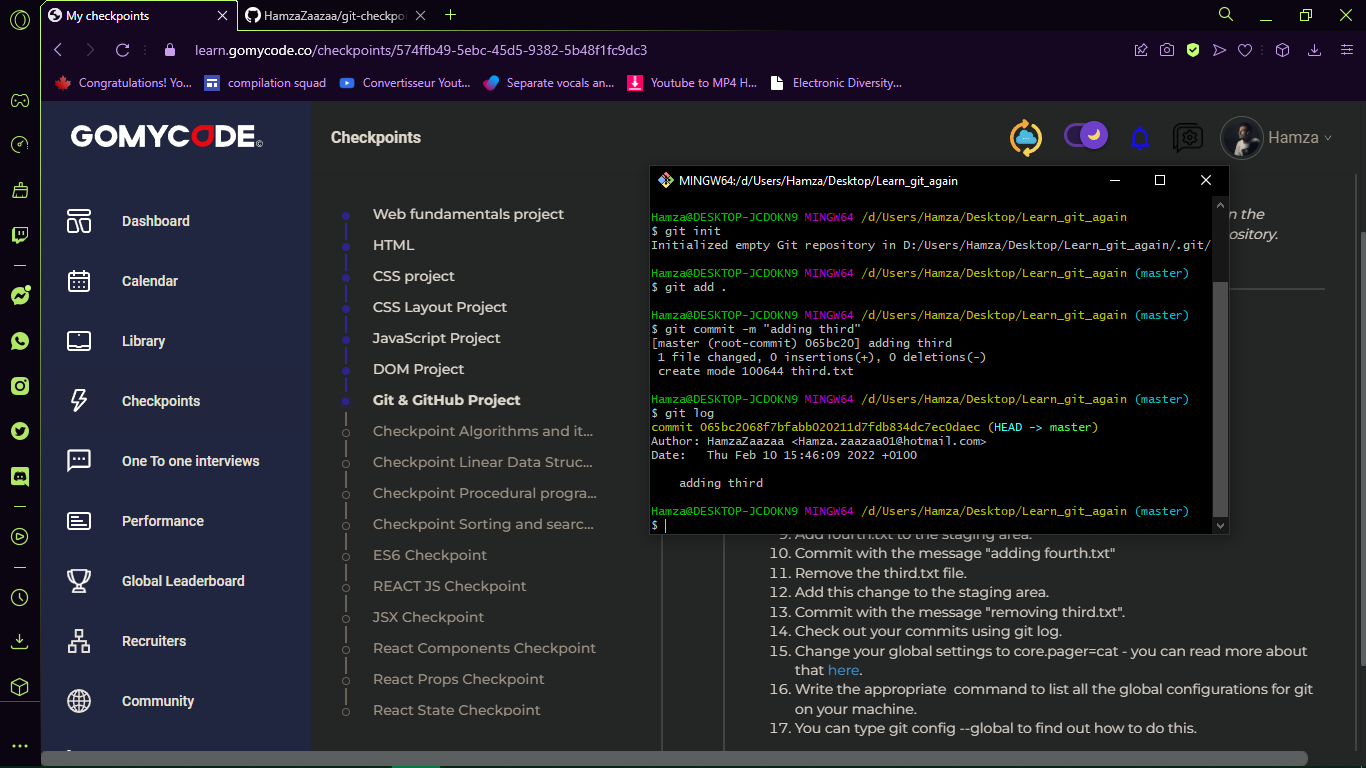 My checkpoints
HamzaZaazaa/git-checkpoi
learn.gomycode.co/checkpoints/574ffb49-5ebc-45d5-9382-5b48f1fc9dc3
Congratulations! Yo...
compilation squad
Convertisseur Yout...
Separate vocals an...
Youtube to MP4 H...
Electronic Diversity...
GOMYCODE
Checkpoints
Hamza
Dashboard
Calendar
Library
Checkpoints
One To one interviews
Performance
Global Leaderboard
Recruiters
Community
Web fundamentals project
HTML
CSS project
CSS Layout Project
JavaScript Project
DOM Project
Git & GitHub Project
Checkpoint Algorithms and it...
Checkpoint Linear Data Struc...
Checkpoint Procedural progra...
Checkpoint Sorting and searc...
ES6 Checkpoint
REACT JS Checkpoint
JSX Checkpoint
React Components Checkpoint
React Props Checkpoint
React State Checkpoint
MINGW64:/d/Users/Hamza/Desktop/Learn_git_again
Hamza@DESKTOP-JCDOKN9 MINGW64 /d/Users/Hamza/Desktop/Learn_git_again
$ git init
Initialized empty Git repository in D:/Users/Hamza/Desktop/Learn_git_again/.git/
Hamza@DESKTOP-JCDOKN9 MINGW64 /d/Users/Hamza/Desktop/Learn_git_again (master)
$ git add .
Hamza@DESKTOP-JCDOKN9 MINGW64 /d/Users/Hamza/Desktop/Learn_git_again (master)
$ git commit -m "adding third"
[master (root-commit) 065bc20] adding third
1 file changed, 0 insertions(+), 0 deletions(-)
create mode 100644 third.txt
Hamza@DESKTOP-JCDOKN9 MINGW64 /d/Users/Hamza/Desktop/Learn_git_again (master)
$ git log
commit 065bc2068f7bfabb020211d7fdb834dc7ec0daec (HEAD -> master)
Author: HamzaZaazaa <Hamza.zaazaa01@hotmail.com>
Date: Thu Feb 10 15:46:09 2022 +0100
adding third
Hamza@DESKTOP-JCDOKN9 MINGW64 /d/Users/Hamza/Desktop/Learn_git_again (master)
$
n the
ository.
9. Add fourth.txt to the staging area.
10. Commit with the message "adding fourth.txt"
11. Remove the third.txt file.
12. Add this change to the staging area.
13. Commit with the message "removing third.txt".
14. Check out your commits using git log.
15. Change your global settings to core.pager=cat - you can read more about
that here.
16. Write the appropriate command to list all the global configurations for git
on your machine.
17. You can type git config --global to find out how to do this.